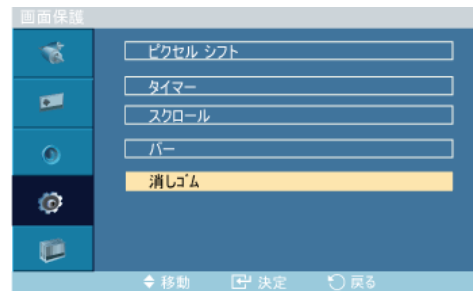 画面保護
ピクセル シフト
タイマー
スクロール
バー
消しゴム
移動 決定 戻る